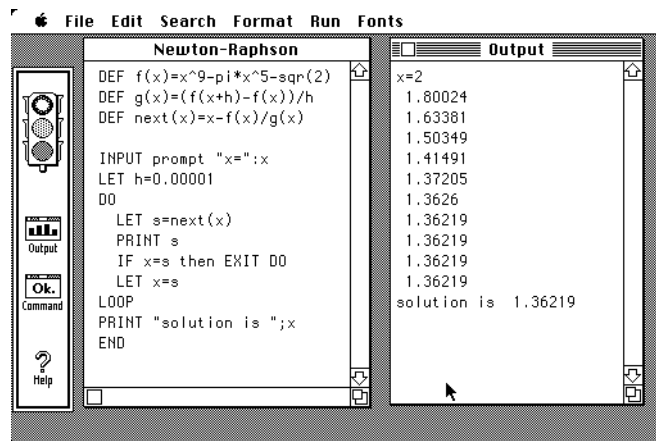 File Edit Search Format Run Fonts
Newton-Raphson
DEF f(x)=x^9-pi*x^5-sqr(2)
DEF g(x)=(f(x+h)-f(x))/h
DEF next(x)=x-f(x)/g(x)
INPUT prompt "x=":x
LET h=0.00001
DO
LET s=next(x)
PRINT s
IF x=s then EXIT DO
LET x=s
LOOP
PRINT "solution is ";x
END
Output
x=2
1.80024
1.63381
1.50349
1.41491
1.37205
1.3626
1.36219
1.36219
1.36219
1.36219
solution is 1.36219
Output
Ok.
Command
?
Help